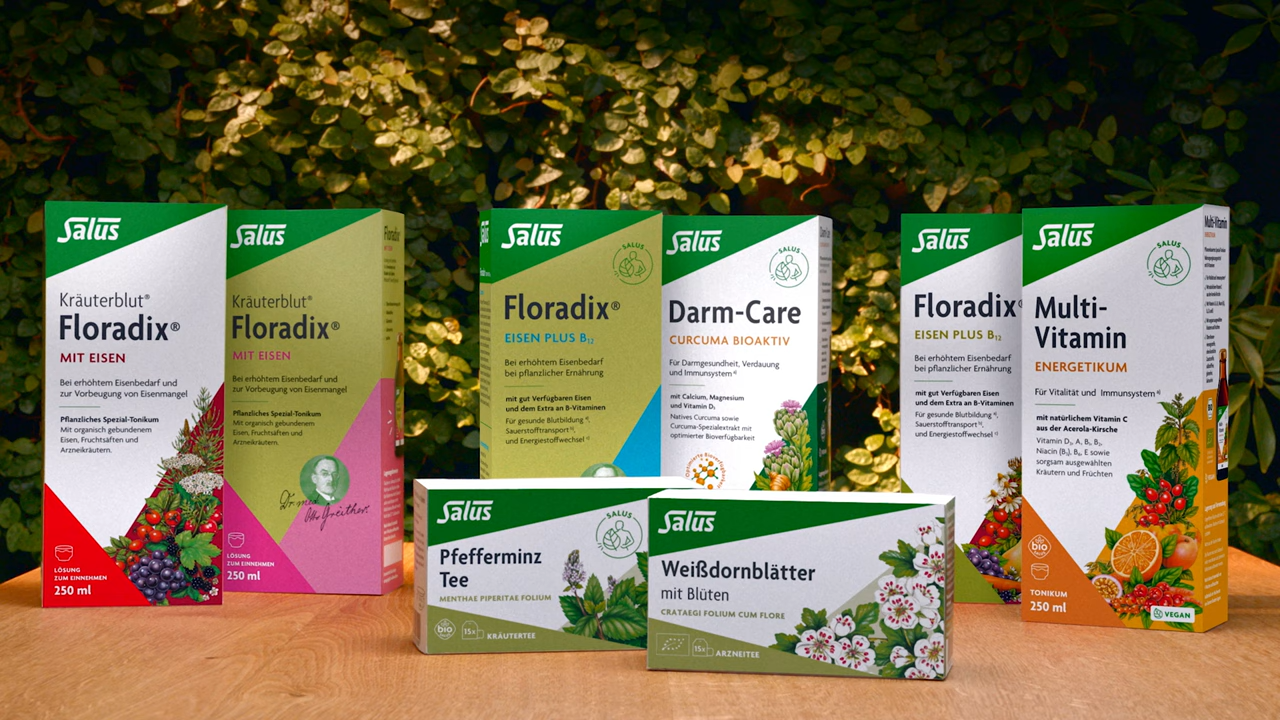 Salus
Kräuterblut®
Floradix®
MIT EISEN
Bei erhöhtem Eisenbedarf und
zur Vorbeugung von Eisenmangel
Pflanzliches Spezial-Tonikum
Mit organisch gebundenem
Eisen, Fruchtsäften und
Arzneikräutern.
LÖSUNG
ZUM EINNEHMEN
250 ml
Salus
Kräuterblut®
Floradix®
MIT EISEN
Bei erhöhtem Eisenbedarf und
zur Vorbeugung von Eisenmangel
Pflanzliches Spezial-Tonikum
Mit organisch gebundenem
Eisen, Fruchtsäften und
Arzneikräutern.
Dr. med. Otto Greither
LÖSUNG
ZUM EINNEHMEN
250 ml
Floradix
Salus
SALUS
Floradix®
EISEN PLUS B12
Bei erhöhtem Eisenbedarf
bei pflanzlicher Ernährung
mit gut Verfügbaren Eisen
und dem Extra an B-Vitaminen
Für gesunde Blutbildung a),
Sauerstofftransport b),
und Energiestoffwechsel c)
Salus
SALUS
Darm-Care
CURCUMA BIOAKTIV
Für Darmgesundheit, Verdauung
und Immunsystem a)
mit Calcium, Magnesium
und Vitamin D3
Natives Curcuma sowie
Curcuma-Spezialextrakt mit
optimierter Bioverfügbarkeit
Salus
Floradix®
EISEN PLUS B12
Bei erhöhtem Eisenbedarf
bei pflanzlicher Ernährung
mit gut Verfügbaren Eisen
und dem Extra an B-Vitaminen
Für gesunde Blutbildung a),
Sauerstofftransport b),
und Energiestoffwechsel c)
Salus
SALUS
Multi-
Vitamin
ENERGETIKUM
Für Vitalität und Immunsystem a)
mit natürlichem Vitamin C
aus der Acerola-Kirsche
Vitamin D3, A, B6, B2,
Niacin (B3), B1, E sowie
sorgsam ausgewählten
Kräutern und Früchten
bio
TONIKUM
250 ml
VEGAN
Multi-Vitamin
Salus
SALUS
Pfefferminz
Tee
MENTHAE PIPERITAE FOLIUM
bio
15x
KRÄUTERTEE
Salus
Weißdornblätter
mit Blüten
CRATAEGI FOLIUM CUM FLORE
15x
ARZNEITEE